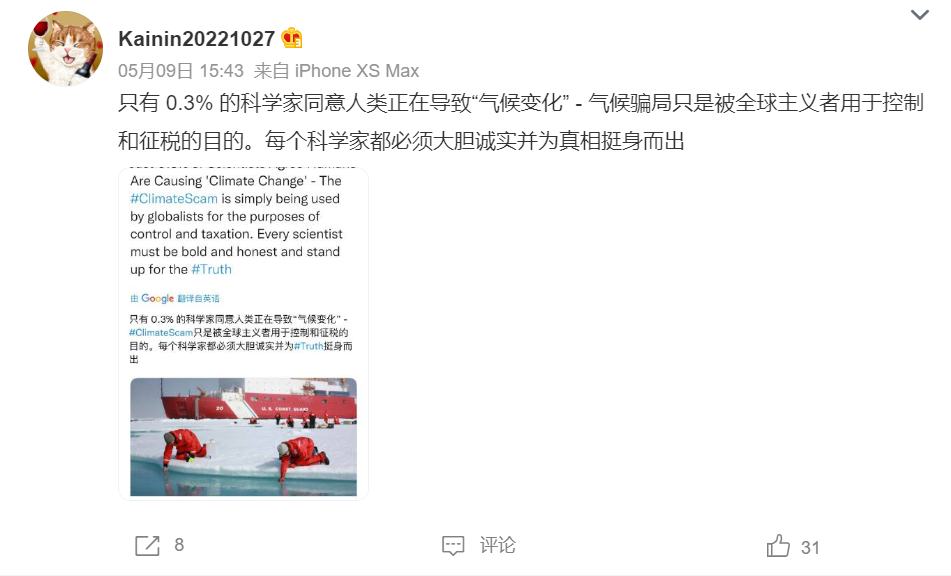 Kainin20221027
05月09日 15:43 来自 iPhone XS Max
只有 0.3% 的科学家同意人类正在导致“气候变化” - 气候骗局只是被全球主义者用于控制
和征税的目的。每个科学家都必须大胆诚实并为真相挺身而出
Are Causing 'Climate Change' - The
#ClimateScam is simply being used
by globalists for the purposes of
control and taxation. Every scientist
must be bold and honest and stand
up for the #Truth
由 Google 翻译自英语
只有 0.3% 的科学家同意人类正在导致“气候变化” -
#ClimateScam只是被全球主义者用于控制和征税的
目的。每个科学家都必须大胆诚实并为#Truth挺身而
出
20 U.S. COAST GUARD
8 评论 31